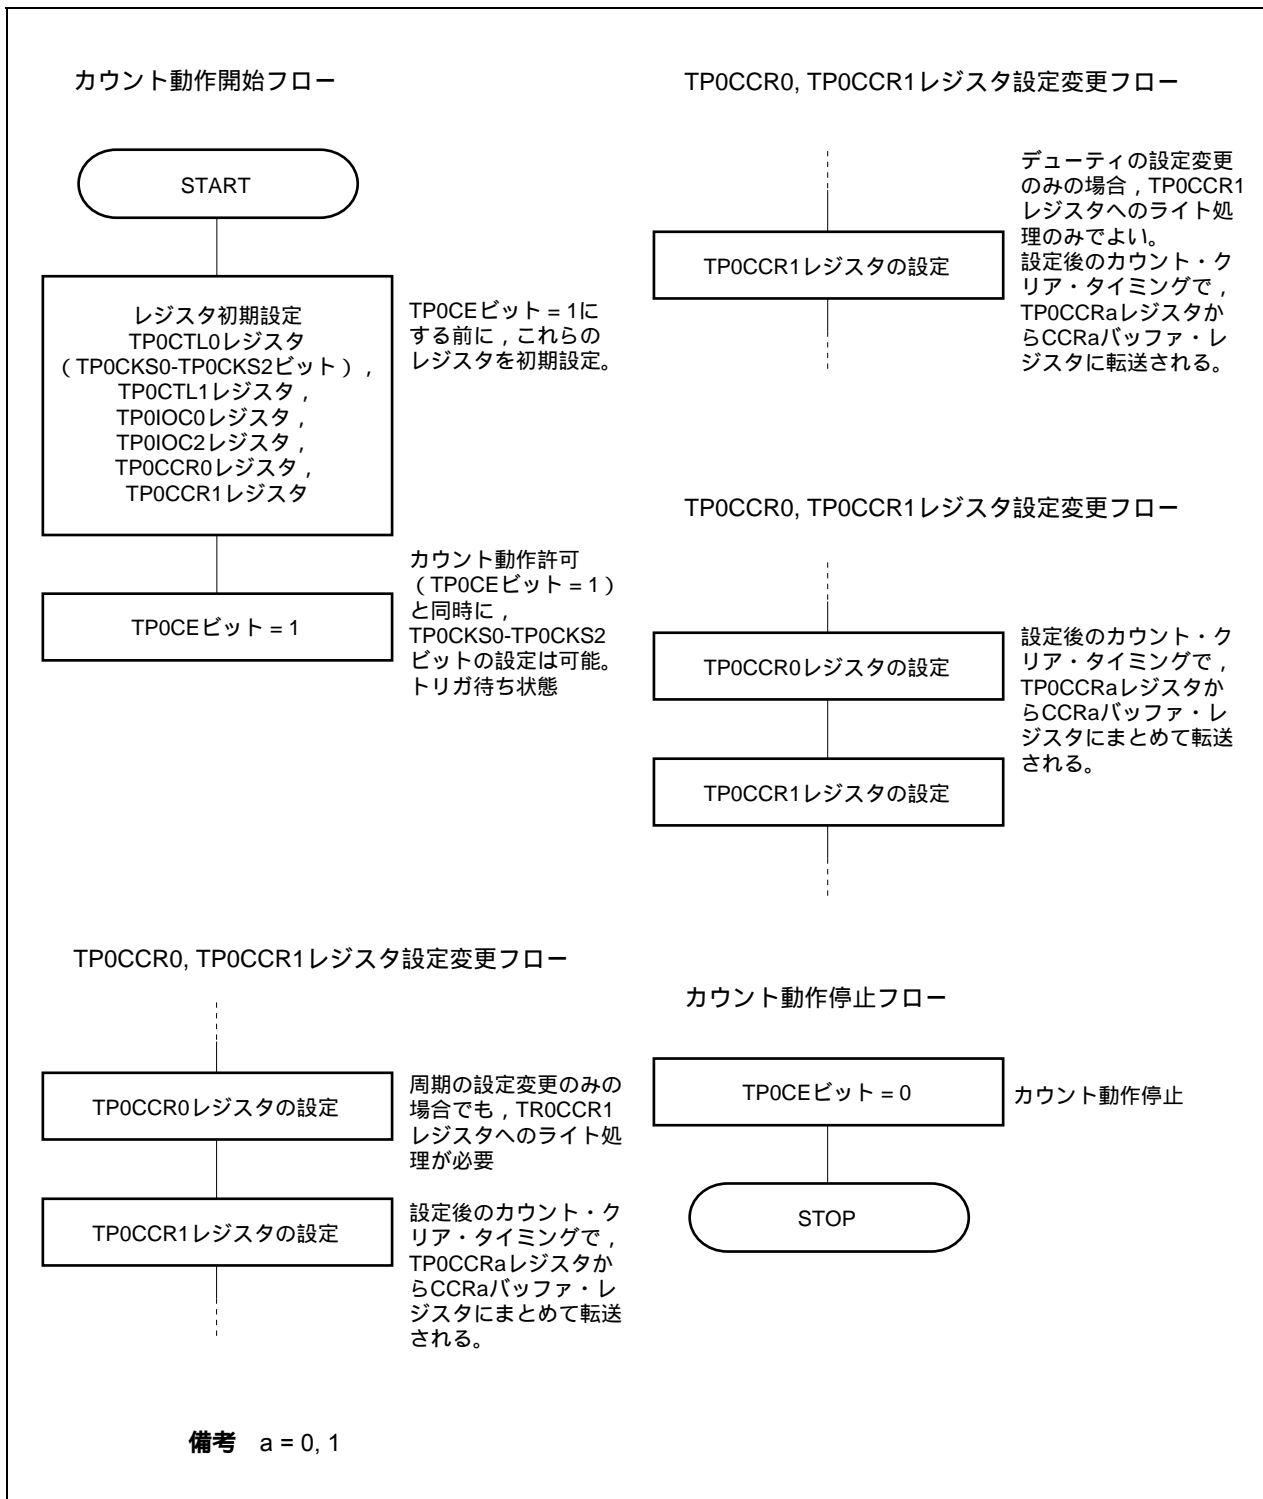 カウント動作開始フロー
START
レジスタ初期設定
TP0CTL0レジスタ
（TP0CKS0-TP0CKS2ビット），
TP0CTL1レジスタ，
TP0IOC0レジスタ，
TP0IOC2レジスタ，
TP0CCR0レジスタ，
TP0CCR1レジスタ
TP0CEビット = 1に
する前に，これらの
レジスタを初期設定。
TP0CEビット = 1
カウント動作許可
（TP0CEビット = 1）
と同時に，
TP0CKS0-TP0CKS2
ビットの設定は可能。
トリガ待ち状態
TP0CCR0, TP0CCR1レジスタ設定変更フロー
TP0CCR0レジスタの設定
周期の設定変更のみの
場合でも，TR0CCR1
レジスタへのライト処
理が必要
TP0CCR1レジスタの設定
設定後のカウント・ク
リア・タイミングで，
TP0CCRaレジスタか
らCCRaバッファ・レ
ジスタにまとめて転送
される。
TP0CCR0, TP0CCR1レジスタ設定変更フロー
TP0CCR1レジスタの設定
デューティの設定変更
のみの場合，TP0CCR1
レジスタへのライト処
理のみでよい。
設定後のカウント・ク
リア・タイミングで，
TP0CCRaレジスタか
らCCRaバッファ・レ
ジスタに転送される。
TP0CCR0, TP0CCR1レジスタ設定変更フロー
TP0CCR0レジスタの設定
設定後のカウント・ク
リア・タイミングで，
TP0CCRaレジスタか
らCCRaバッファ・レ
ジスタにまとめて転送
される。
TP0CCR1レジスタの設定
カウント動作停止フロー
TP0CEビット = 0
カウント動作停止
STOP
備考 a = 0, 1